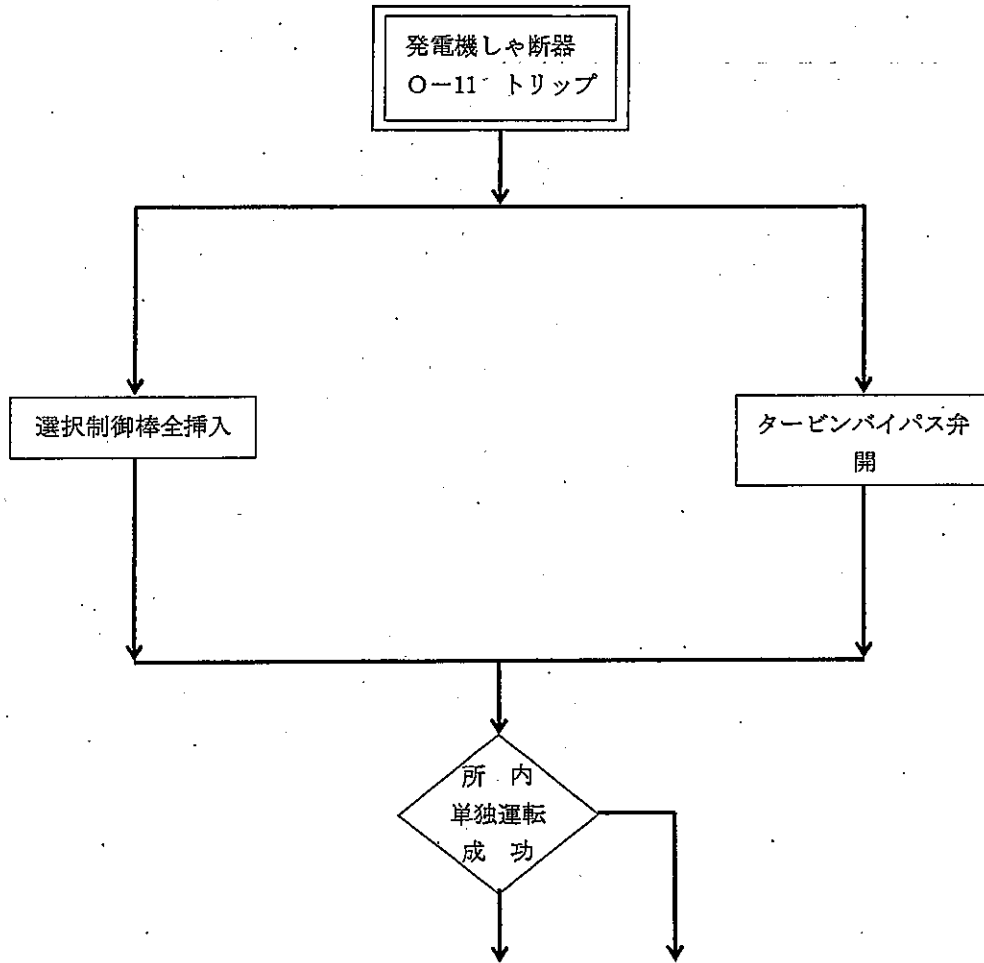 発電機しゃ断器
O-11 トリップ
選択制御棒全挿入
タービンバイパス弁
開
所 内
単独運転
成 功